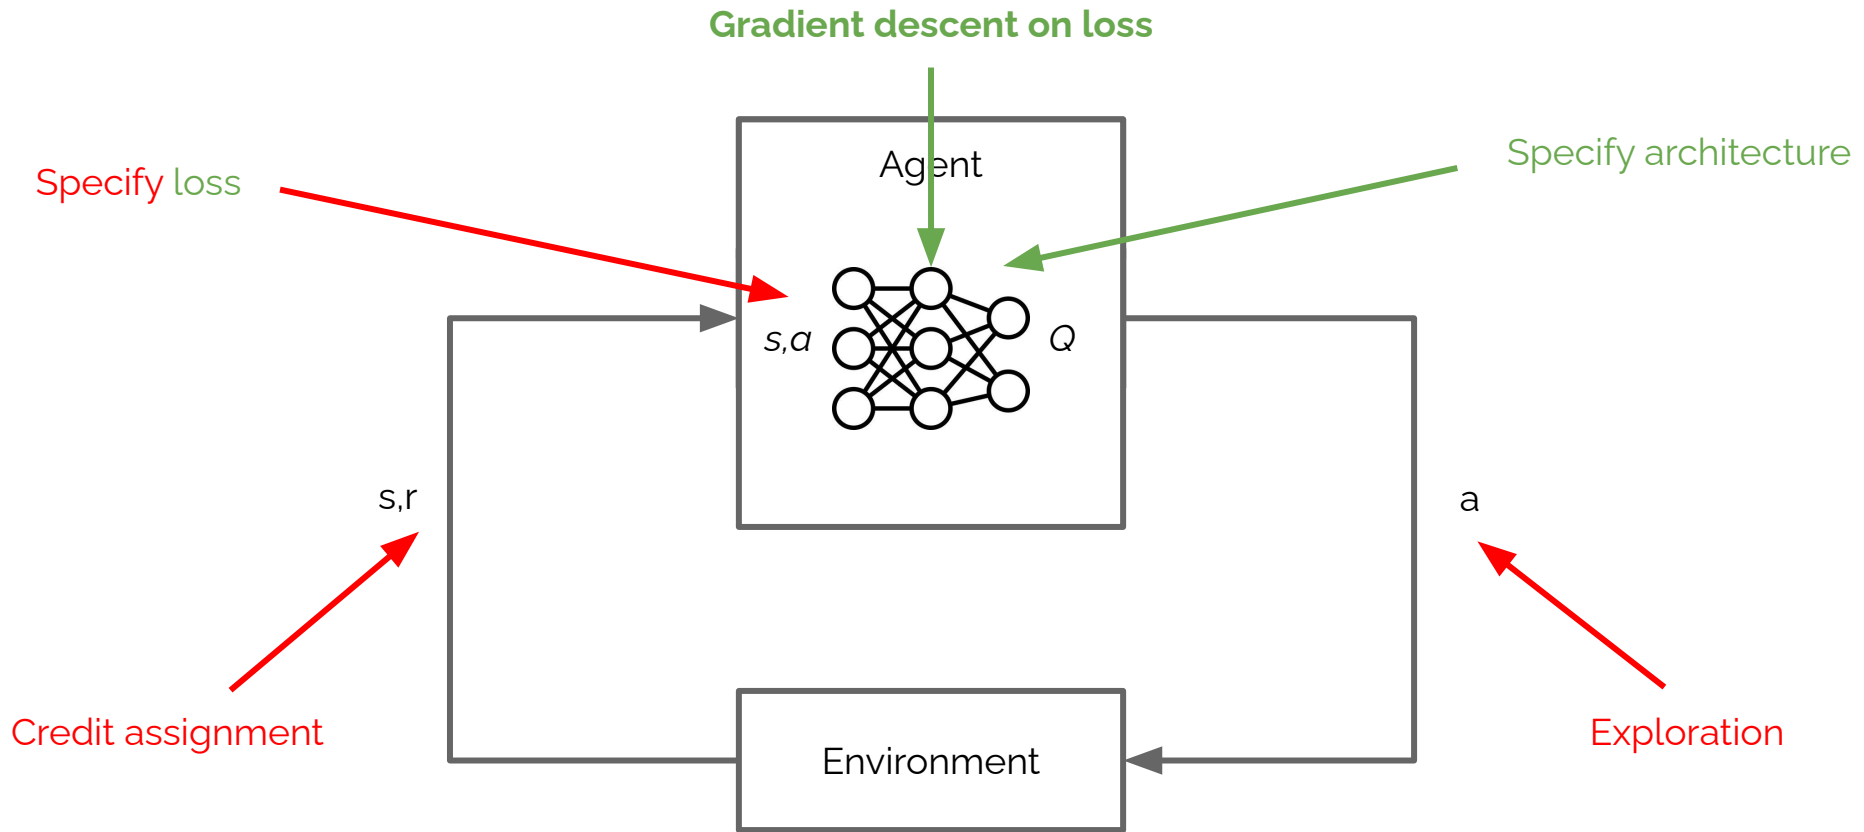 Gradient descent on loss
Specify architecture
Agent
Specify loss
s,a
Q
s,r
a
Credit assignment
Exploration
Environment